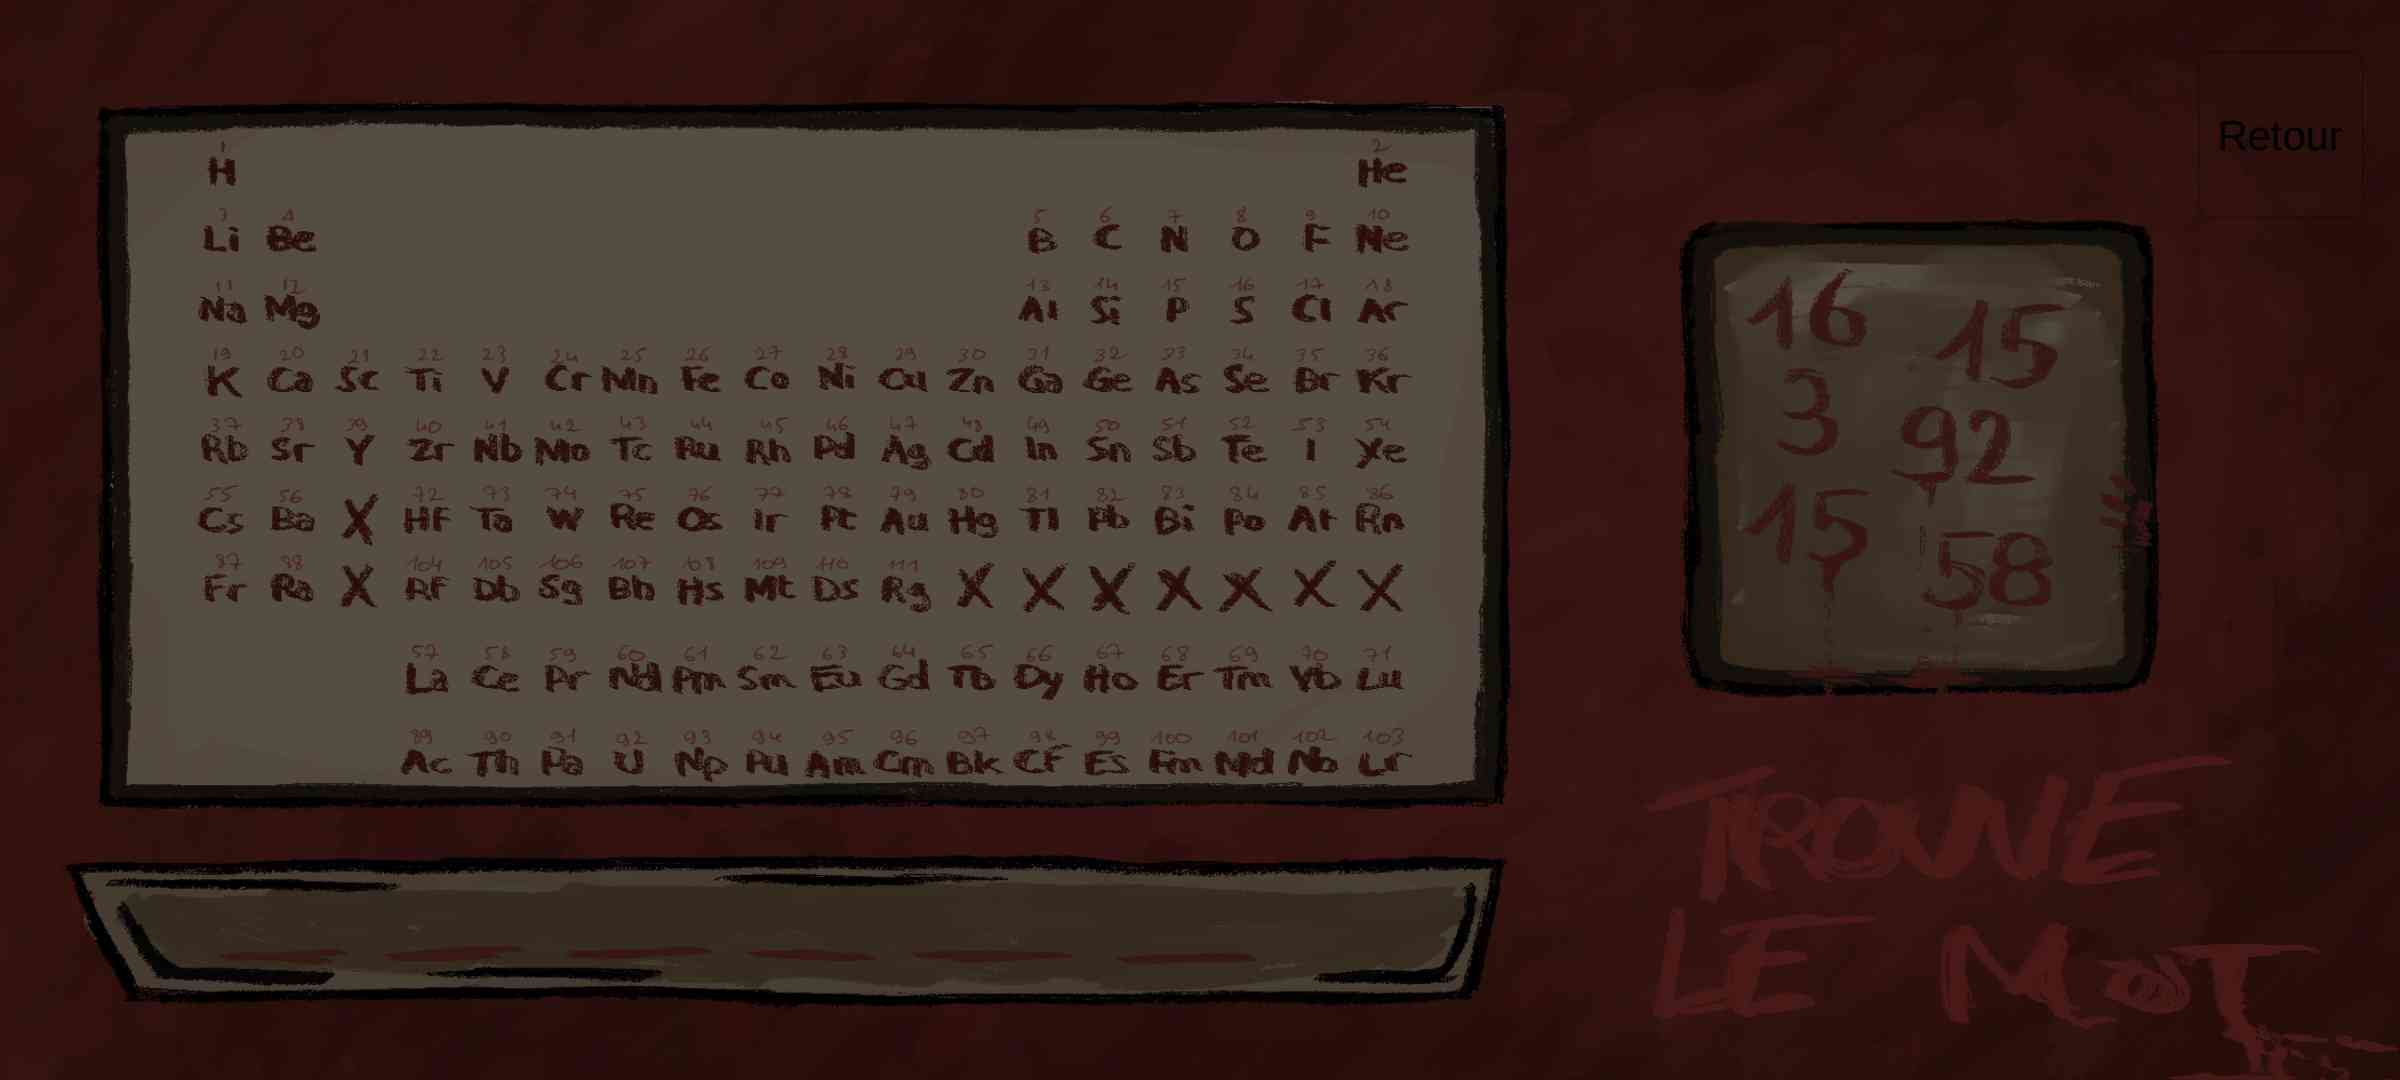 Retour
1 2
H He
3 4 5 6 7 8 9 10
Li Be B C N O F Ne
11 12 13 14 15 16 17 18
Na Mg Al Si P S Cl Ar
19 20 21 22 23 24 25 26 27 28 29 30 31 32 33 34 35 36
K Ca Sc Ti V Cr Mn Fe Co Ni Cu Zn Ga Ge As Se Br Kr
37 38 39 40 41 42 43 44 45 46 47 48 49 50 51 52 53 54
Rb Sr Y Zr Nb Mo Tc Ru Rh Pd Ag Cd In Sn Sb Te I Xe
55 56 72 73 74 75 76 77 78 79 80 81 82 83 84 85 86
Cs Ba X Hf Ta W Re Os Ir Pt Au Hg Tl Pb Bi Po At Rn
87 88 104 105 106 107 108 109 110 111
Fr Ra X Rf Db Sg Bh Hs Mt Ds Rg X X X X X X X
57 58 59 60 61 62 63 64 65 66 67 68 69 70 71
La Ce Pr Nd Pm Sm Eu Gd Tb Dy Ho Er Tm Yb Lu
89 90 91 92 93 94 95 96 97 98 99 100 101 102 103
Ac Th Pa U Np Pu Am Cm Bk Cf Es Fm Md No Lr
16 15
3 92
15 58
TROUVE
LE MOT